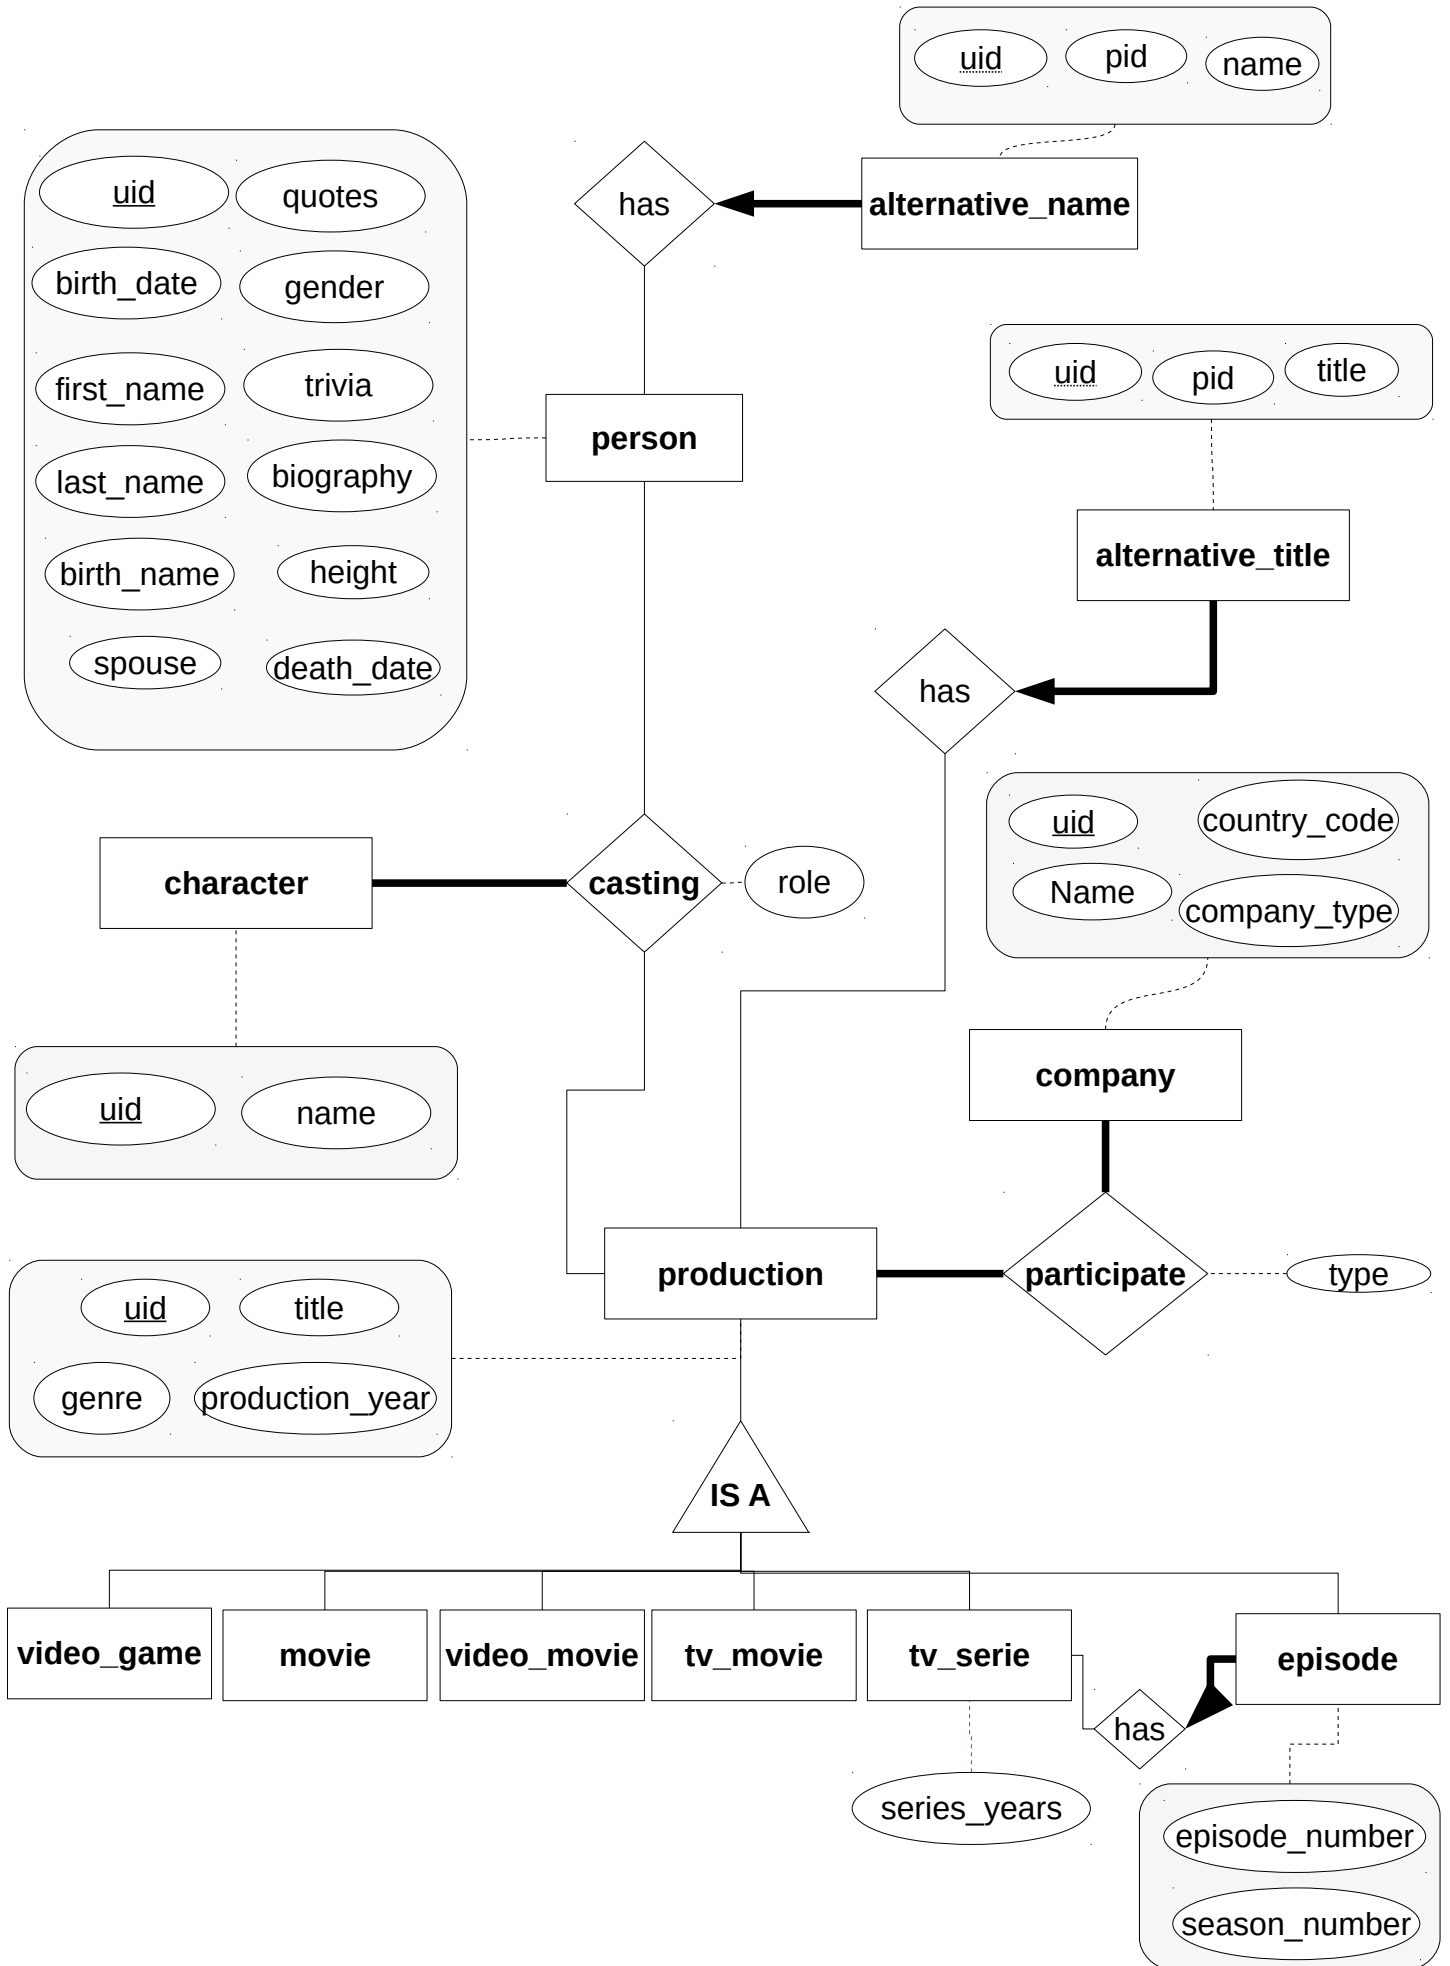 uid
pid
name
has
alternative_name
uid
quotes
birth_date
gender
first_name
trivia
last_name
biography
birth_name
height
spouse
death_date
person
uid
pid
title
alternative_title
has
character
casting
role
uid
country_code
Name
company_type
company
uid
name
production
participate
type
uid
title
genre
production_year
IS A
video_game
movie
video_movie
tv_movie
tv_serie
episode
has
series_years
episode_number
season_number